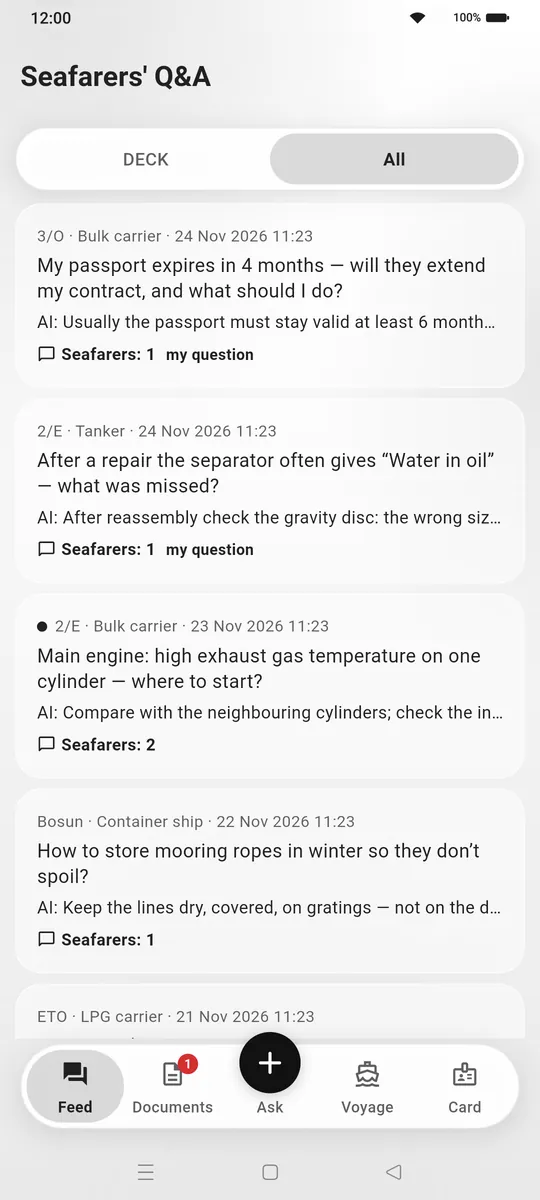 12:00
100%
Seafarers' Q&A
DECK
All
3/O · Bulk carrier · 24 Nov 2026 11:23
My passport expires in 4 months — will they extend
my contract, and what should I do?
AI: Usually the passport must stay valid at least 6 month…
Seafarers: 1 my question
2/E · Tanker · 24 Nov 2026 11:23
After a repair the separator often gives “Water in oil”
— what was missed?
AI: After reassembly check the gravity disc: the wrong siz…
Seafarers: 1 my question
2/E · Bulk carrier · 23 Nov 2026 11:23
Main engine: high exhaust gas temperature on one
cylinder — where to start?
AI: Compare with the neighbouring cylinders; check the in…
Seafarers: 2
Bosun · Container ship · 22 Nov 2026 11:23
How to store mooring ropes in winter so they don’t
spoil?
AI: Keep the lines dry, covered, on gratings — not on the d…
Seafarers: 1
ETO · LPG carrier · 21 Nov 2026 11:23
1
Feed
Documents
Ask
Voyage
Card